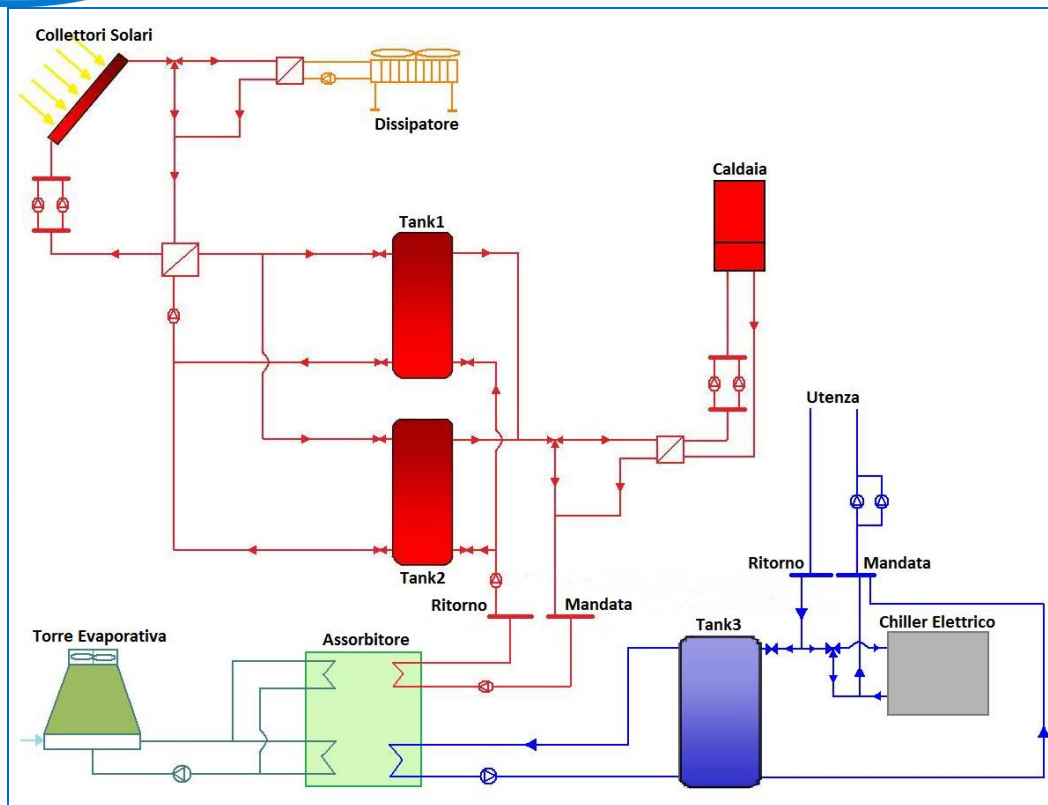 Collettori Solari
Dissipatore
Caldaia
Tank1
Utenza
Tank2
Ritorno
Mandata
Ritorno
Mandata
Torre Evaporativa
Assorbitore
Tank3
Chiller Elettrico